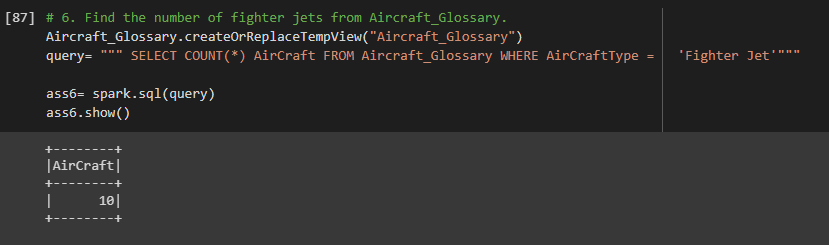 [87] # 6. Find the number of fighter jets from Aircraft_Glossary.
Aircraft_Glossary.createOrReplaceTempView("Aircraft_Glossary")
query= """ SELECT COUNT(*) AirCraft FROM Aircraft_Glossary WHERE AirCraftType =   'Fighter Jet'"""
ass6= spark.sql(query)
ass6.show()
+--------+
|AirCraft|
+--------+
|      10|
+--------+